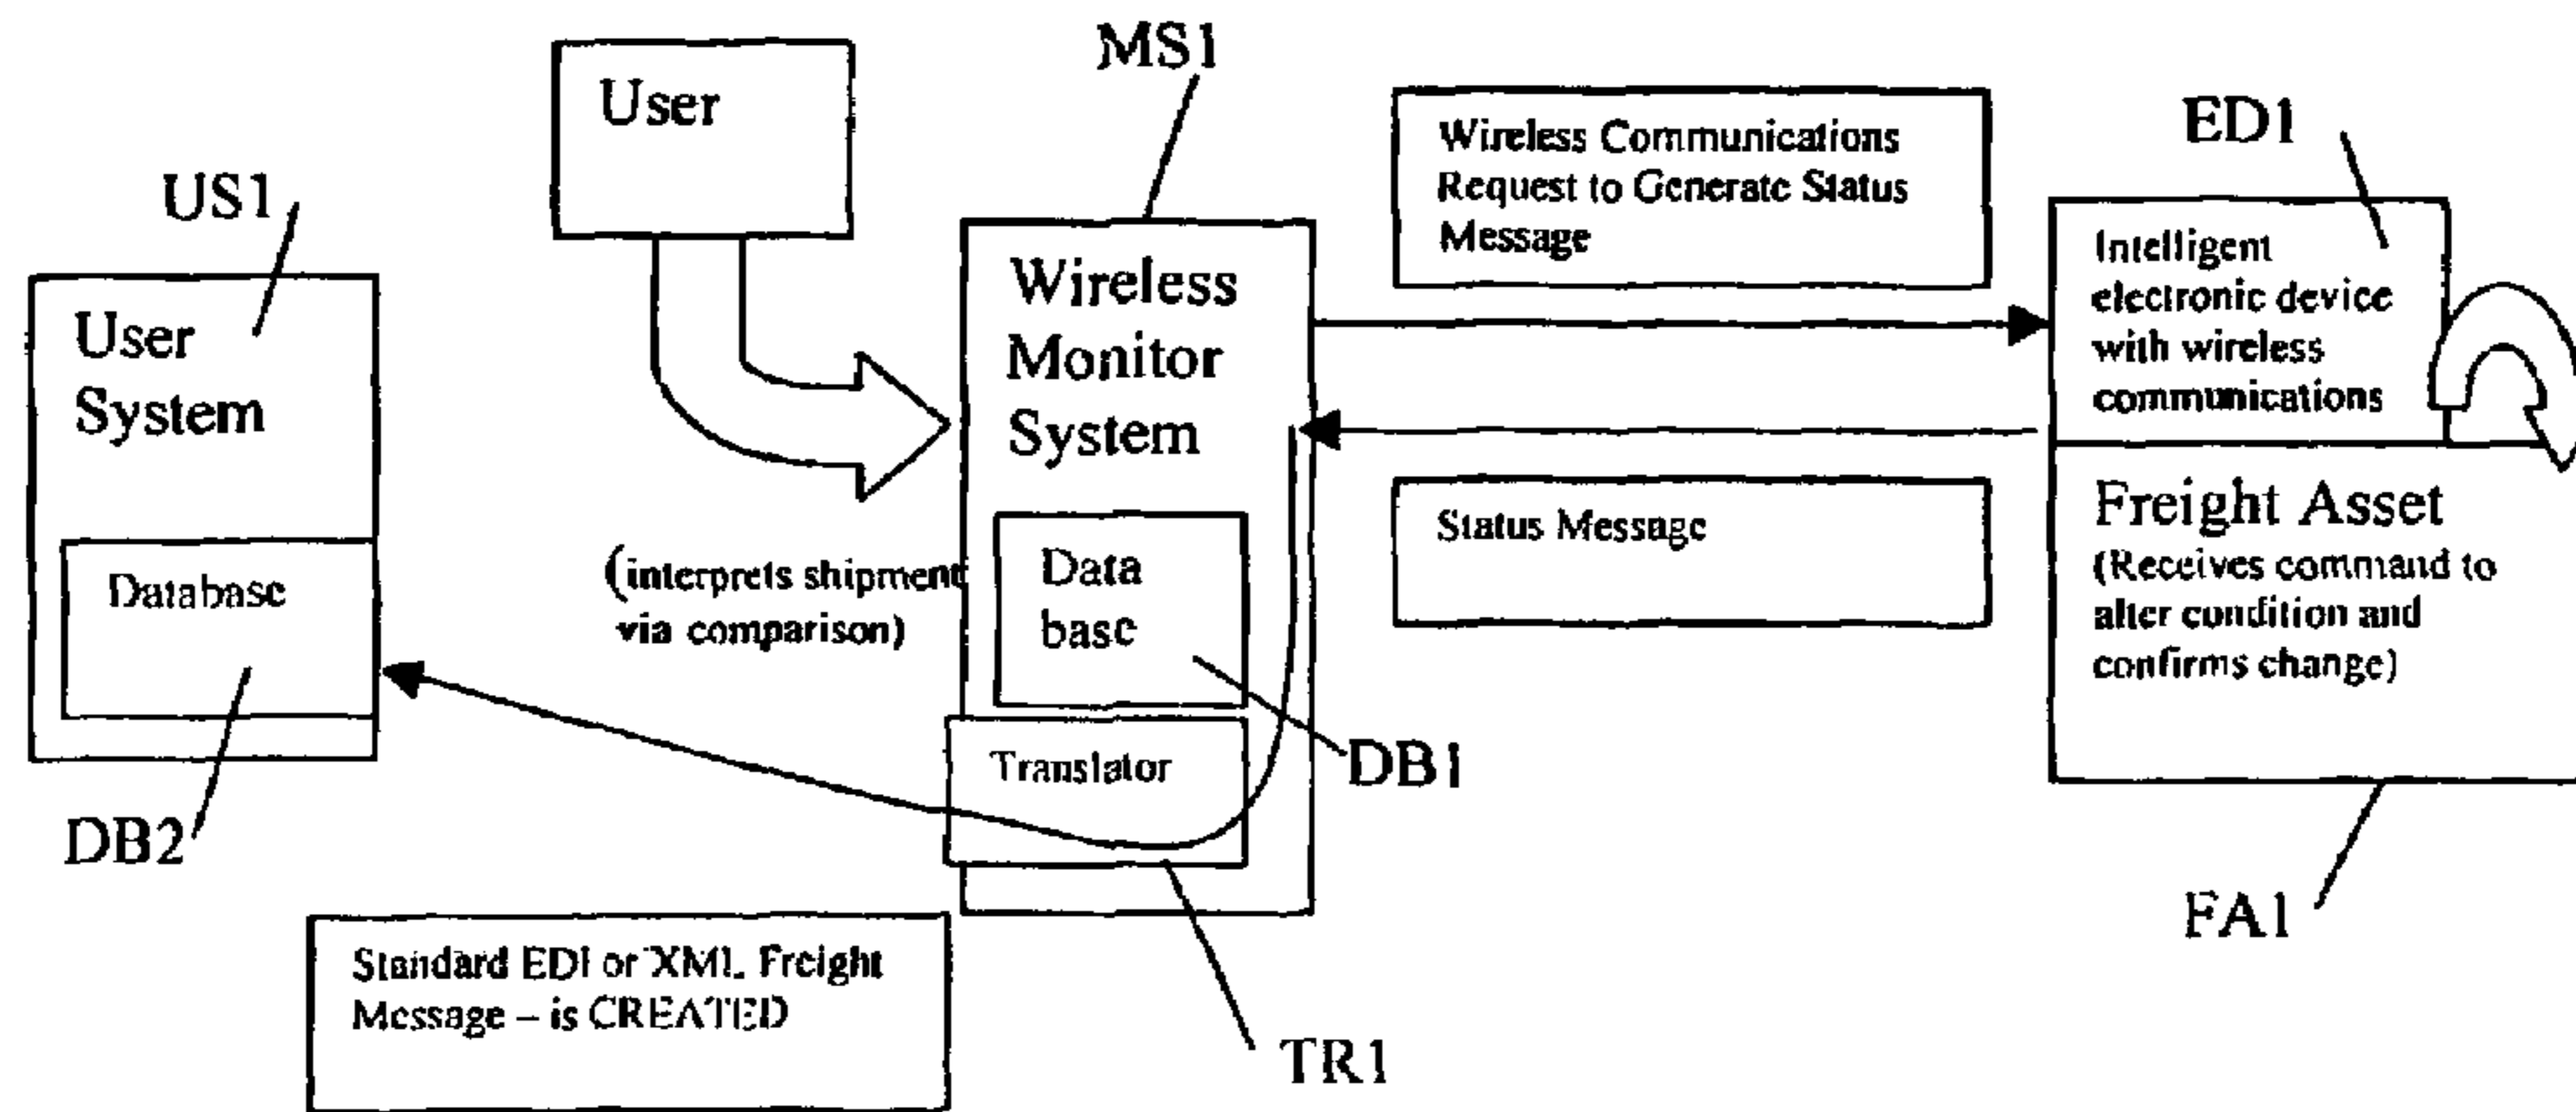 US1
User
System
Database
DB2
User
MS1
Wireless
Monitor
System
Data
base
Translator
(interprets shipment
via comparison)
DB1
TR1
Standard EDI or XML Freight
Message – is CREATED
Wireless Communications
Request to Generate Status
Message
Status Message
ED1
Intelligent
electronic device
with wireless
communications
Freight Asset
(Receives command to
alter condition and
confirms change)
FA1